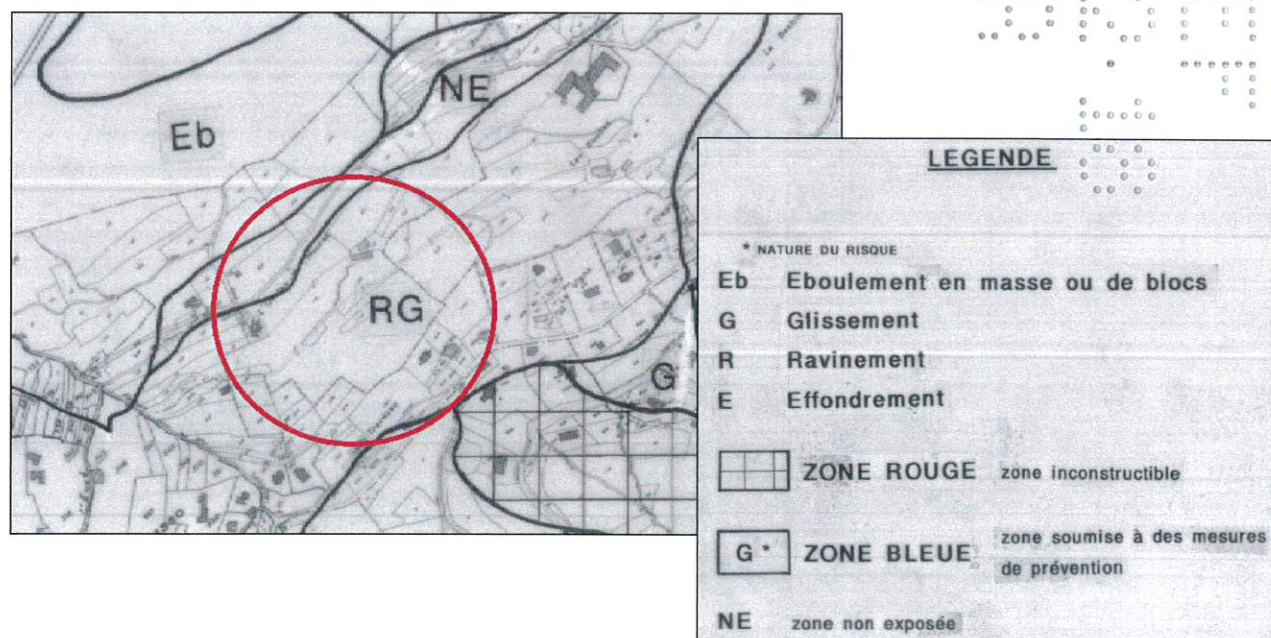 NE
Eb
RG
G
LEGENDE
* NATURE DU RISQUE
Eb Eboulement en masse ou de blocs
G Glissement
R Ravinement
E Effondrement
ZONE ROUGE zone inconstructible
G * ZONE BLEUE zone soumise à des mesures
de prévention
NE zone non exposée